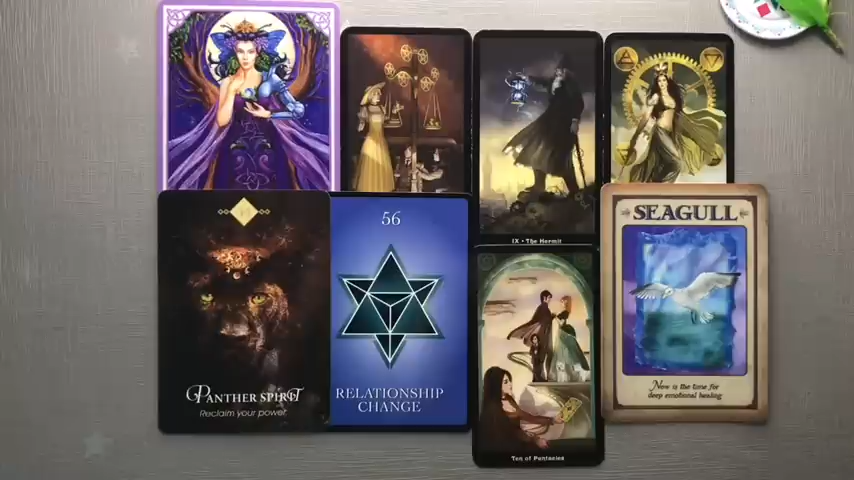 IX • The Hermit
PANTHER SPIRIT
Reclaim your power
56
RELATIONSHIP
CHANGE
Ten of Pentacles
SEAGULL
Now is the time for
deep emotional healing